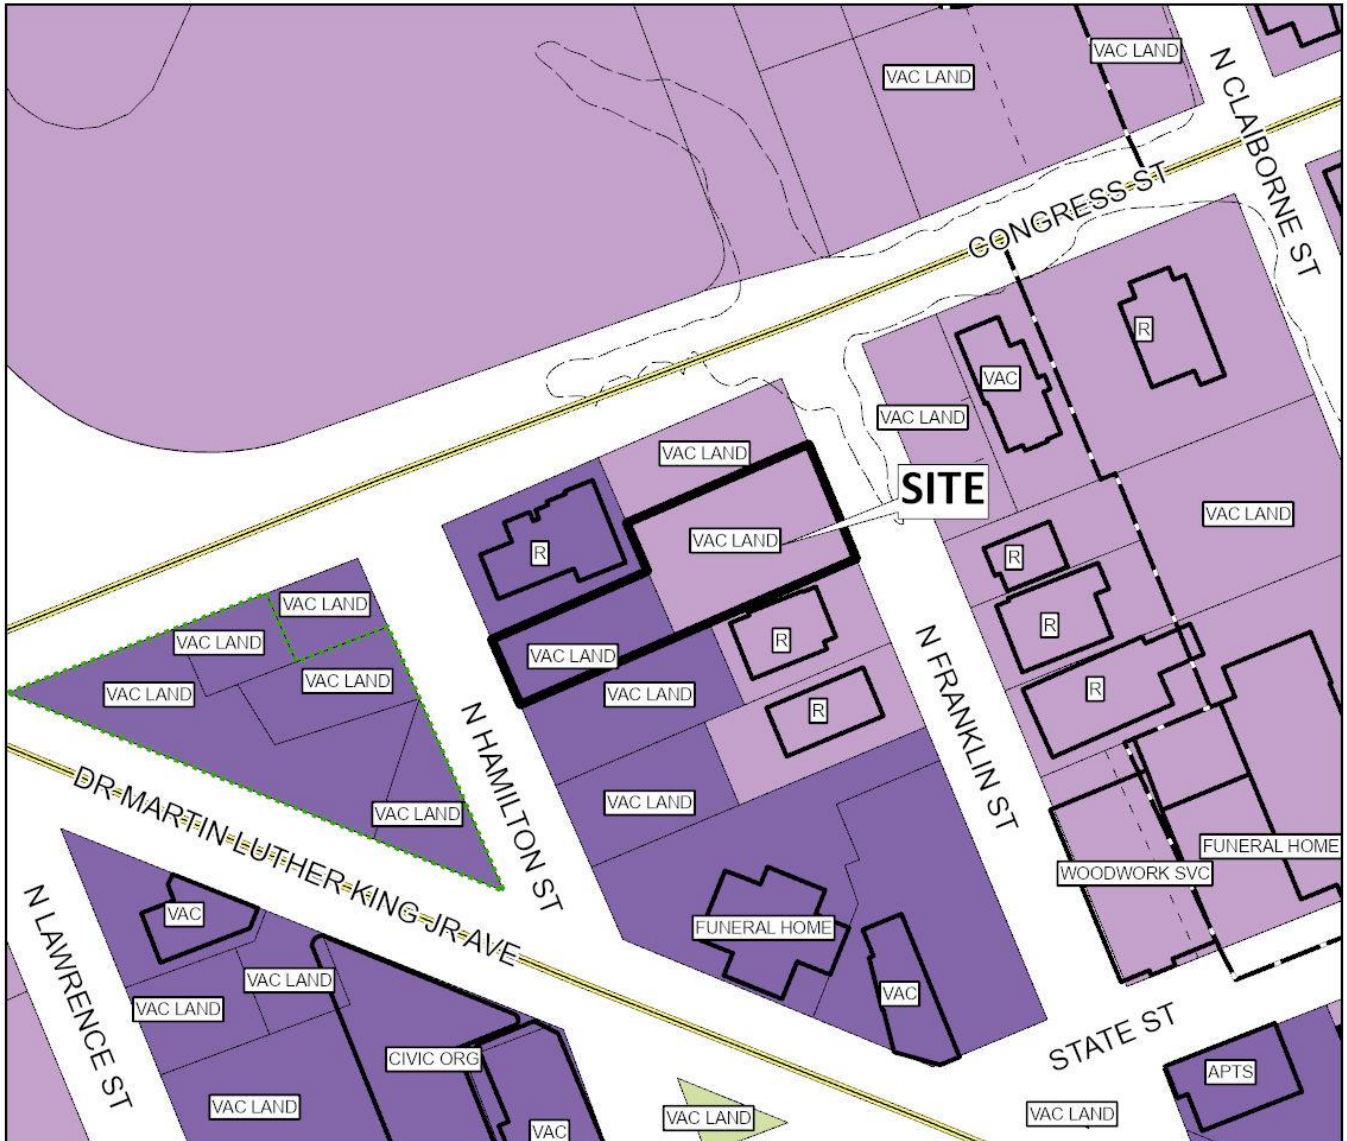 VAC LAND
VAC LAND
N CLAIBORNE ST
CONGRESS ST
R
VAC
VAC LAND
VAC LAND
SITE
VAC LAND
VAC LAND
R
R
VAC LAND
R
VAC LAND
VAC LAND
R
VAC LAND
VAC LAND
VAC LAND
VAC LAND
R
R
N FRANKLIN ST
N HAMILTON ST
VAC LAND
VAC LAND
DR MARTIN LUTHER KING JR AVE
FUNERAL HOME
WOODWORK SVC
N LAWRENCE ST
VAC
FUNERAL HOME
VAC LAND
VAC
VAC LAND
STATE ST
CIVIC ORG
APTS
VAC LAND
VAC LAND
VAC LAND
VAC